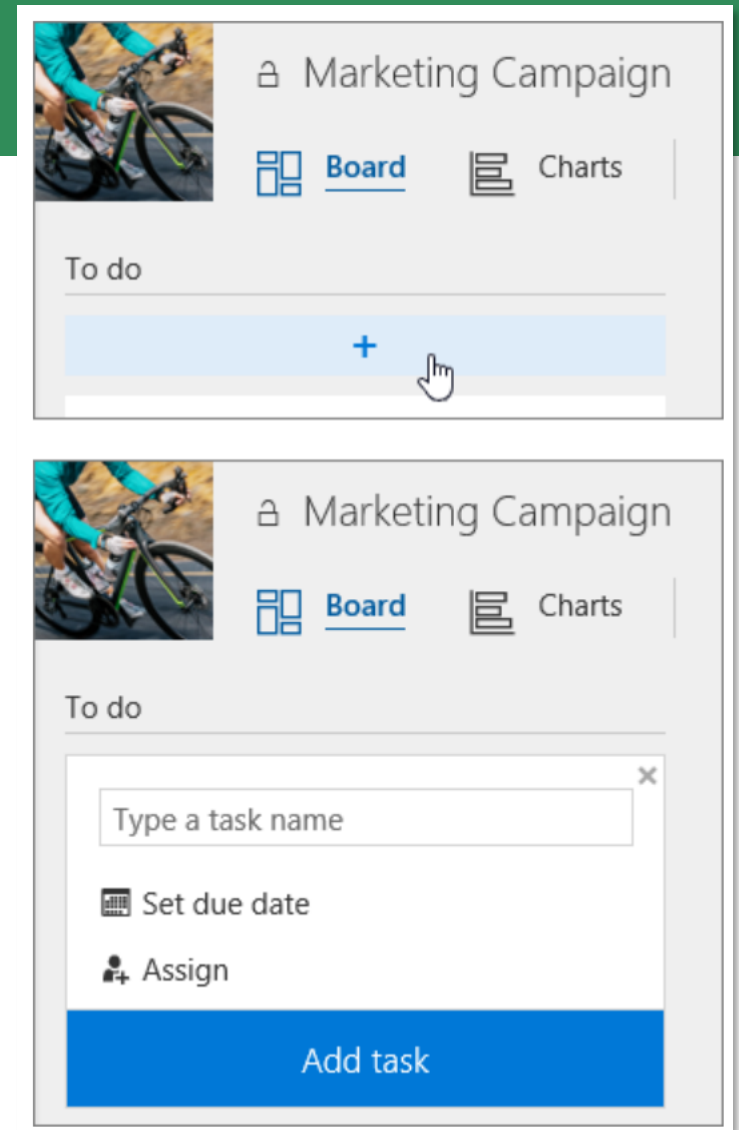 Marketing Campaign
Board Charts
To do
+
Marketing Campaign
Board Charts
To do
Type a task name
Set due date
Assign
Add task